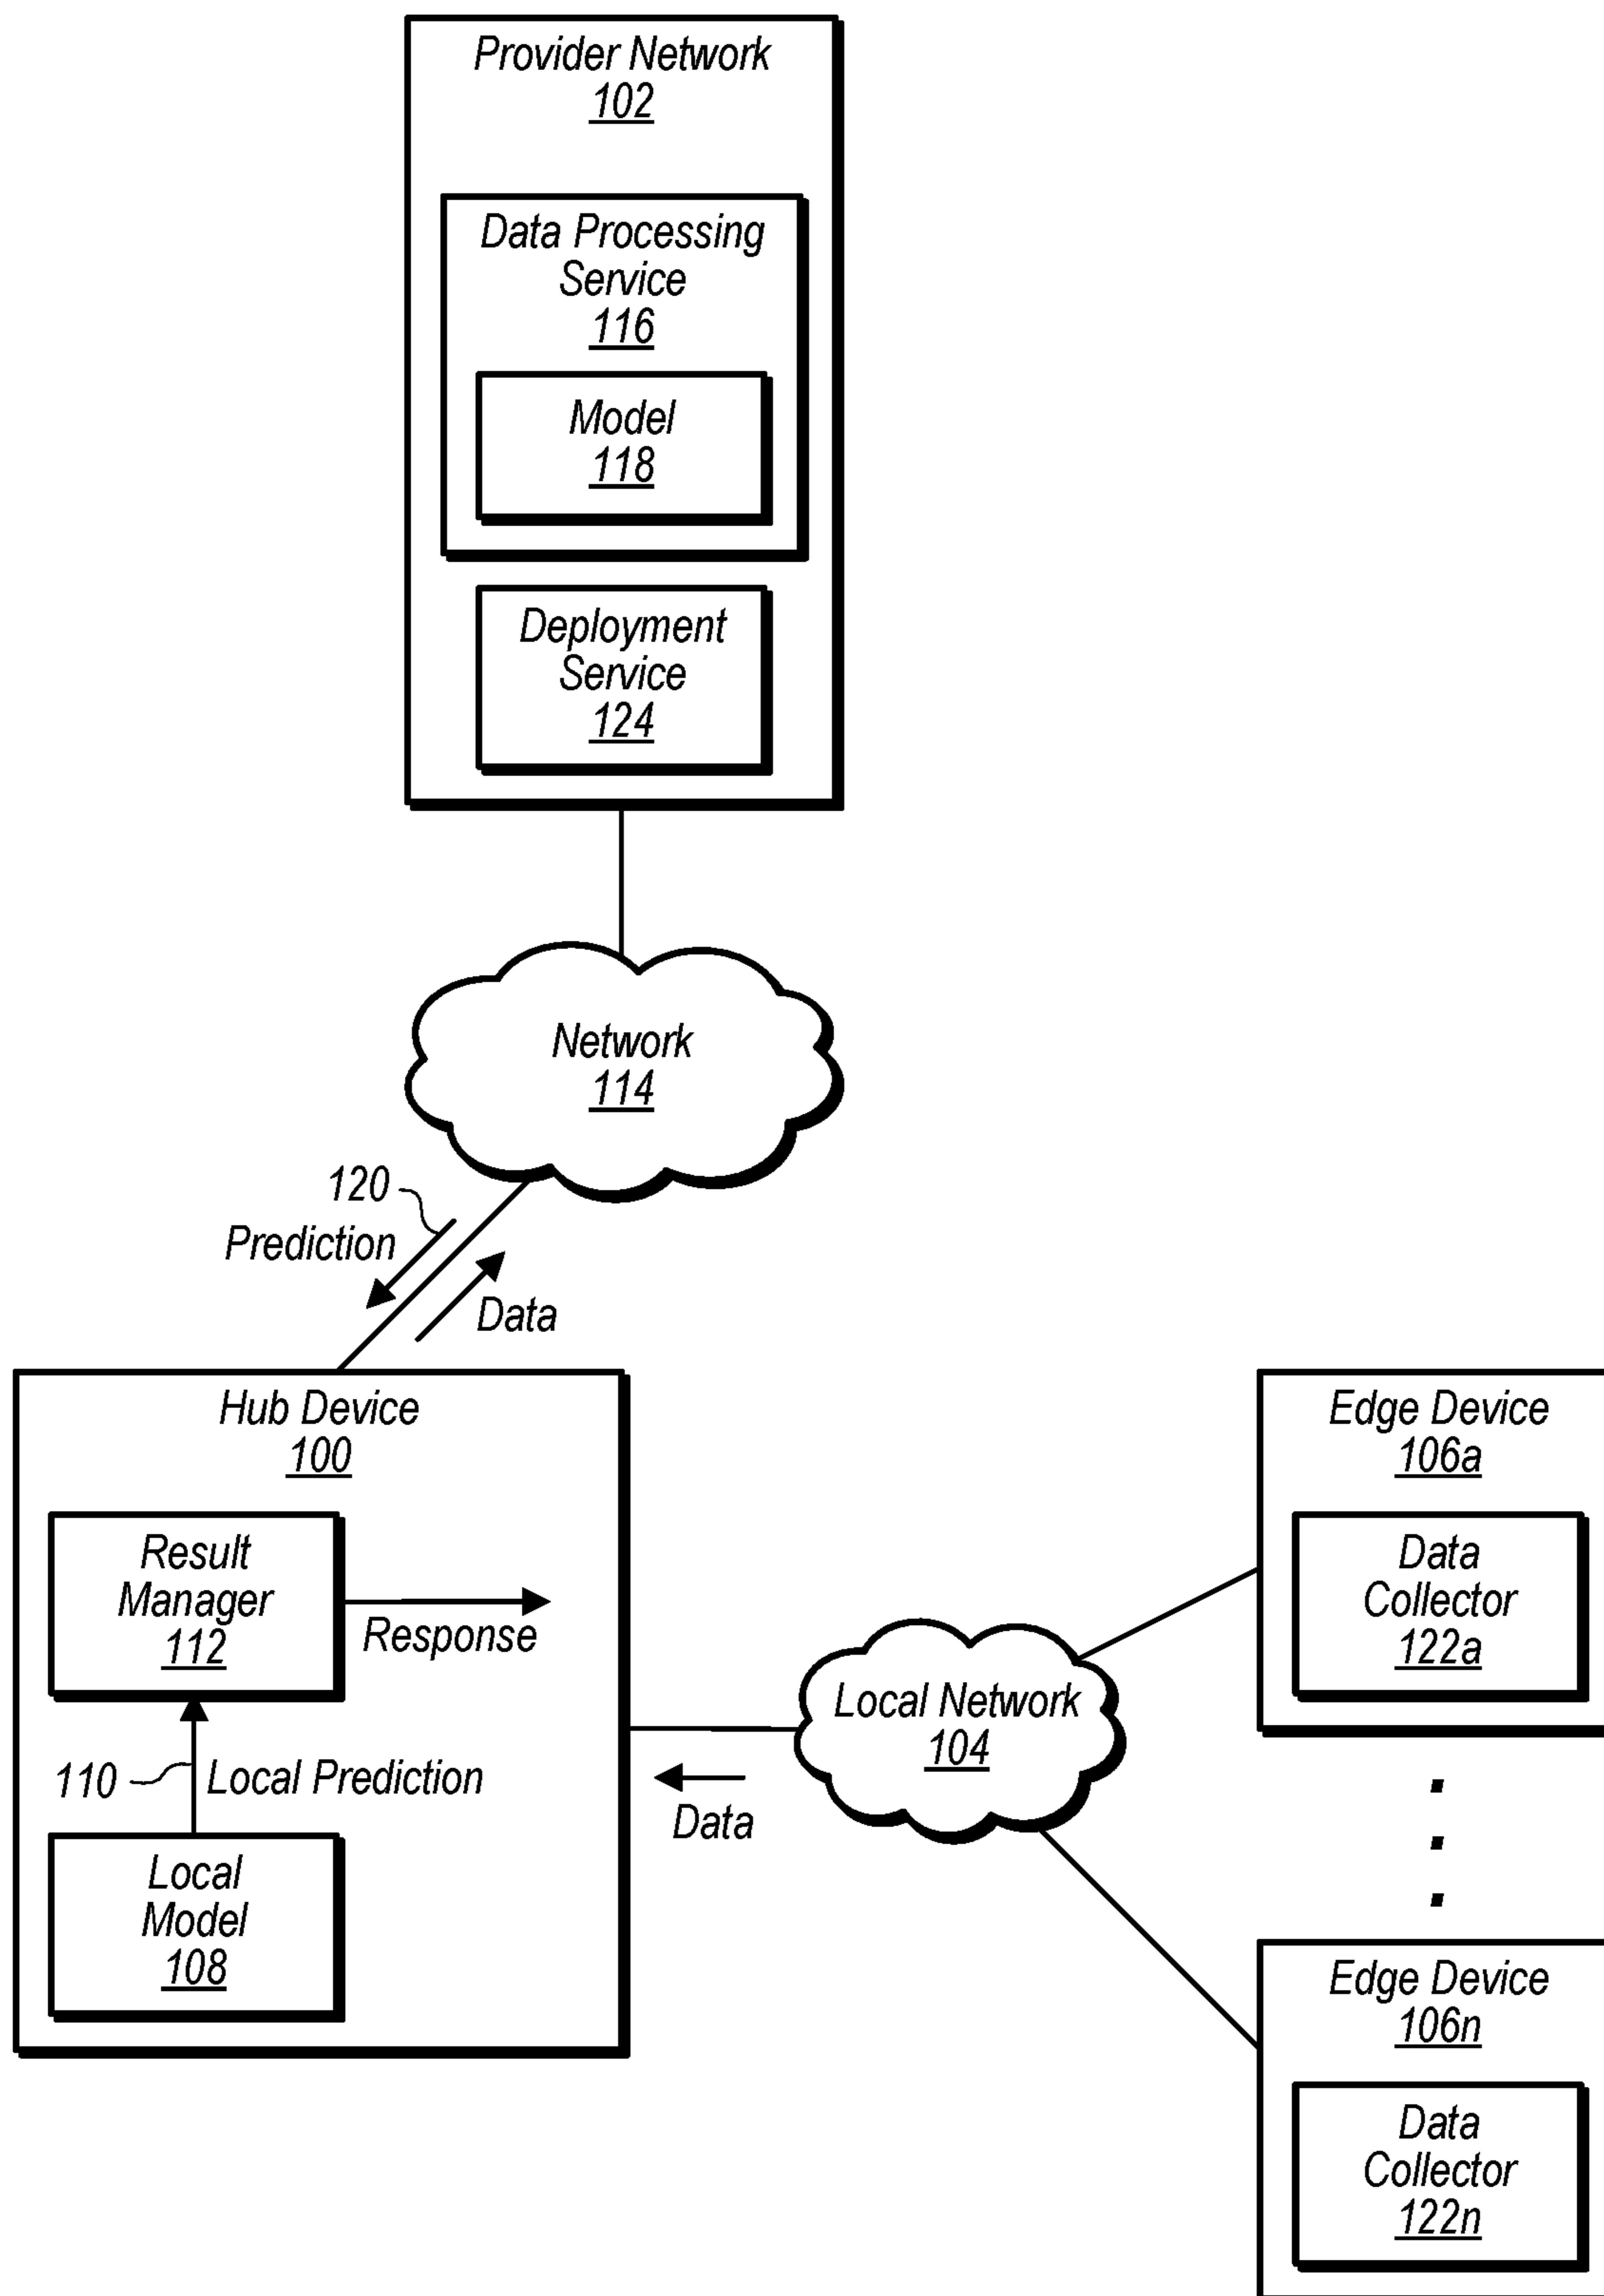 Provider Network
102
Data Processing
Service
116
Model
118
Deployment
Service
124
Network
114
120
Prediction
Data
Hub Device
100
Result
Manager
112
Response
110
Local Prediction
Local
Model
108
Local Network
104
Data
Edge Device
106a
Data
Collector
122a
Edge Device
106n
Data
Collector
122n